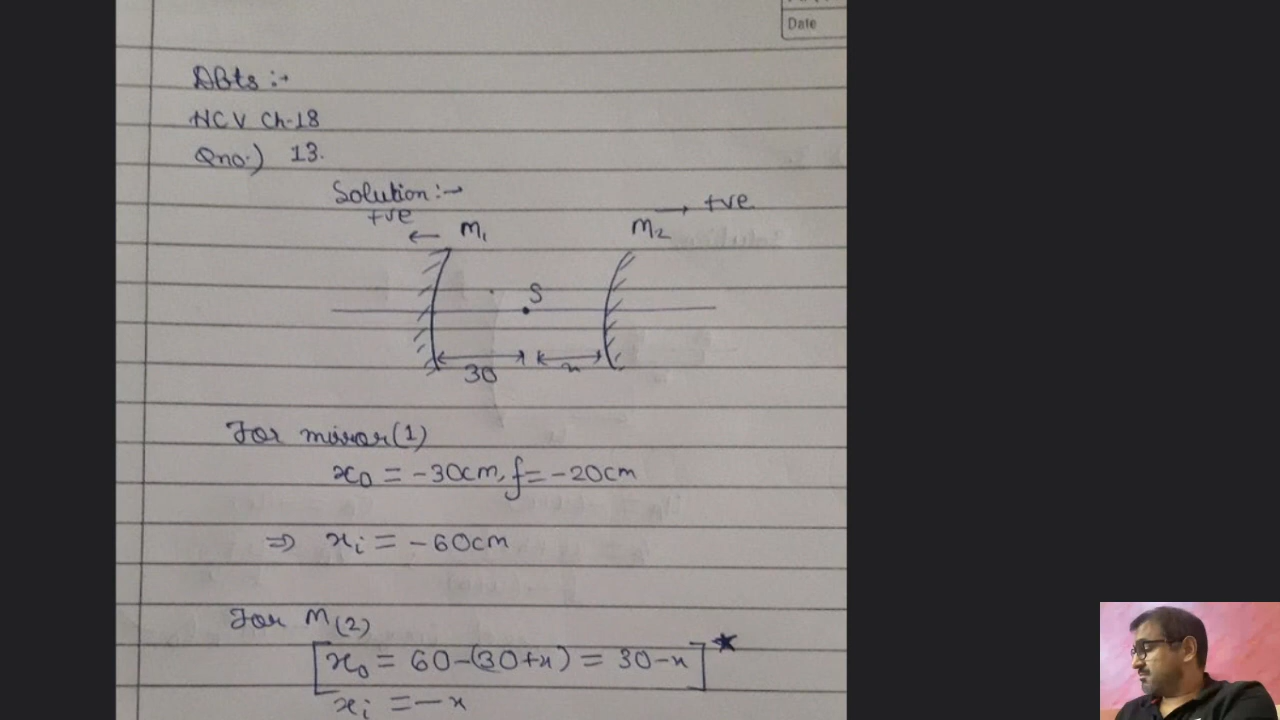 Date
DBts :-
HCV Ch-18
Qno.) 13.
Solution:-
+ve
M₁
M₂
+ve
S
30
x
For mirror(1)
x₀ = -30cm, f = -20cm
⇒ xᵢ = -60cm
For M(2)
[x₀ = 60-(30+x) = 30-x] ★
xᵢ = -x